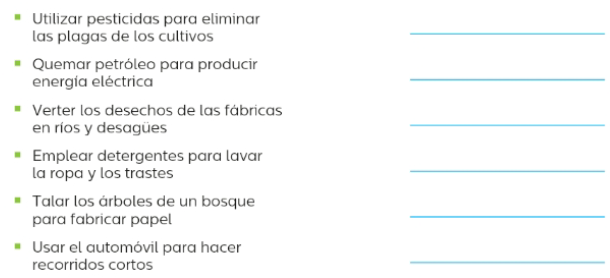 Utilizar pesticidas para eliminar
las plagas de los cultivos
Quemar petróleo para producir
energía eléctrica
Verter los desechos de las fábricas
en ríos y desagües
Emplear detergentes para lavar
la ropa y los trastes
Talar los árboles de un bosque
para fabricar papel
Usar el automóvil para hacer
recorridos cortos